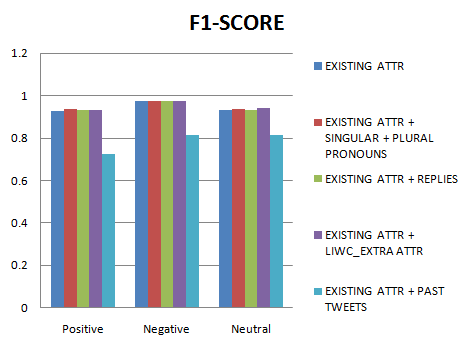 F1-SCORE
1.2
1
0.8
0.6
0.4
0.2
0
Positive
Negative
Neutral
EXISTING ATTR
EXISTING ATTR +
SINGULAR + PLURAL
PRONOUNS
EXISTING ATTR + REPLIES
EXISTING ATTR +
LIWC_EXTRA ATTR
EXISTING ATTR + PAST
TWEETS